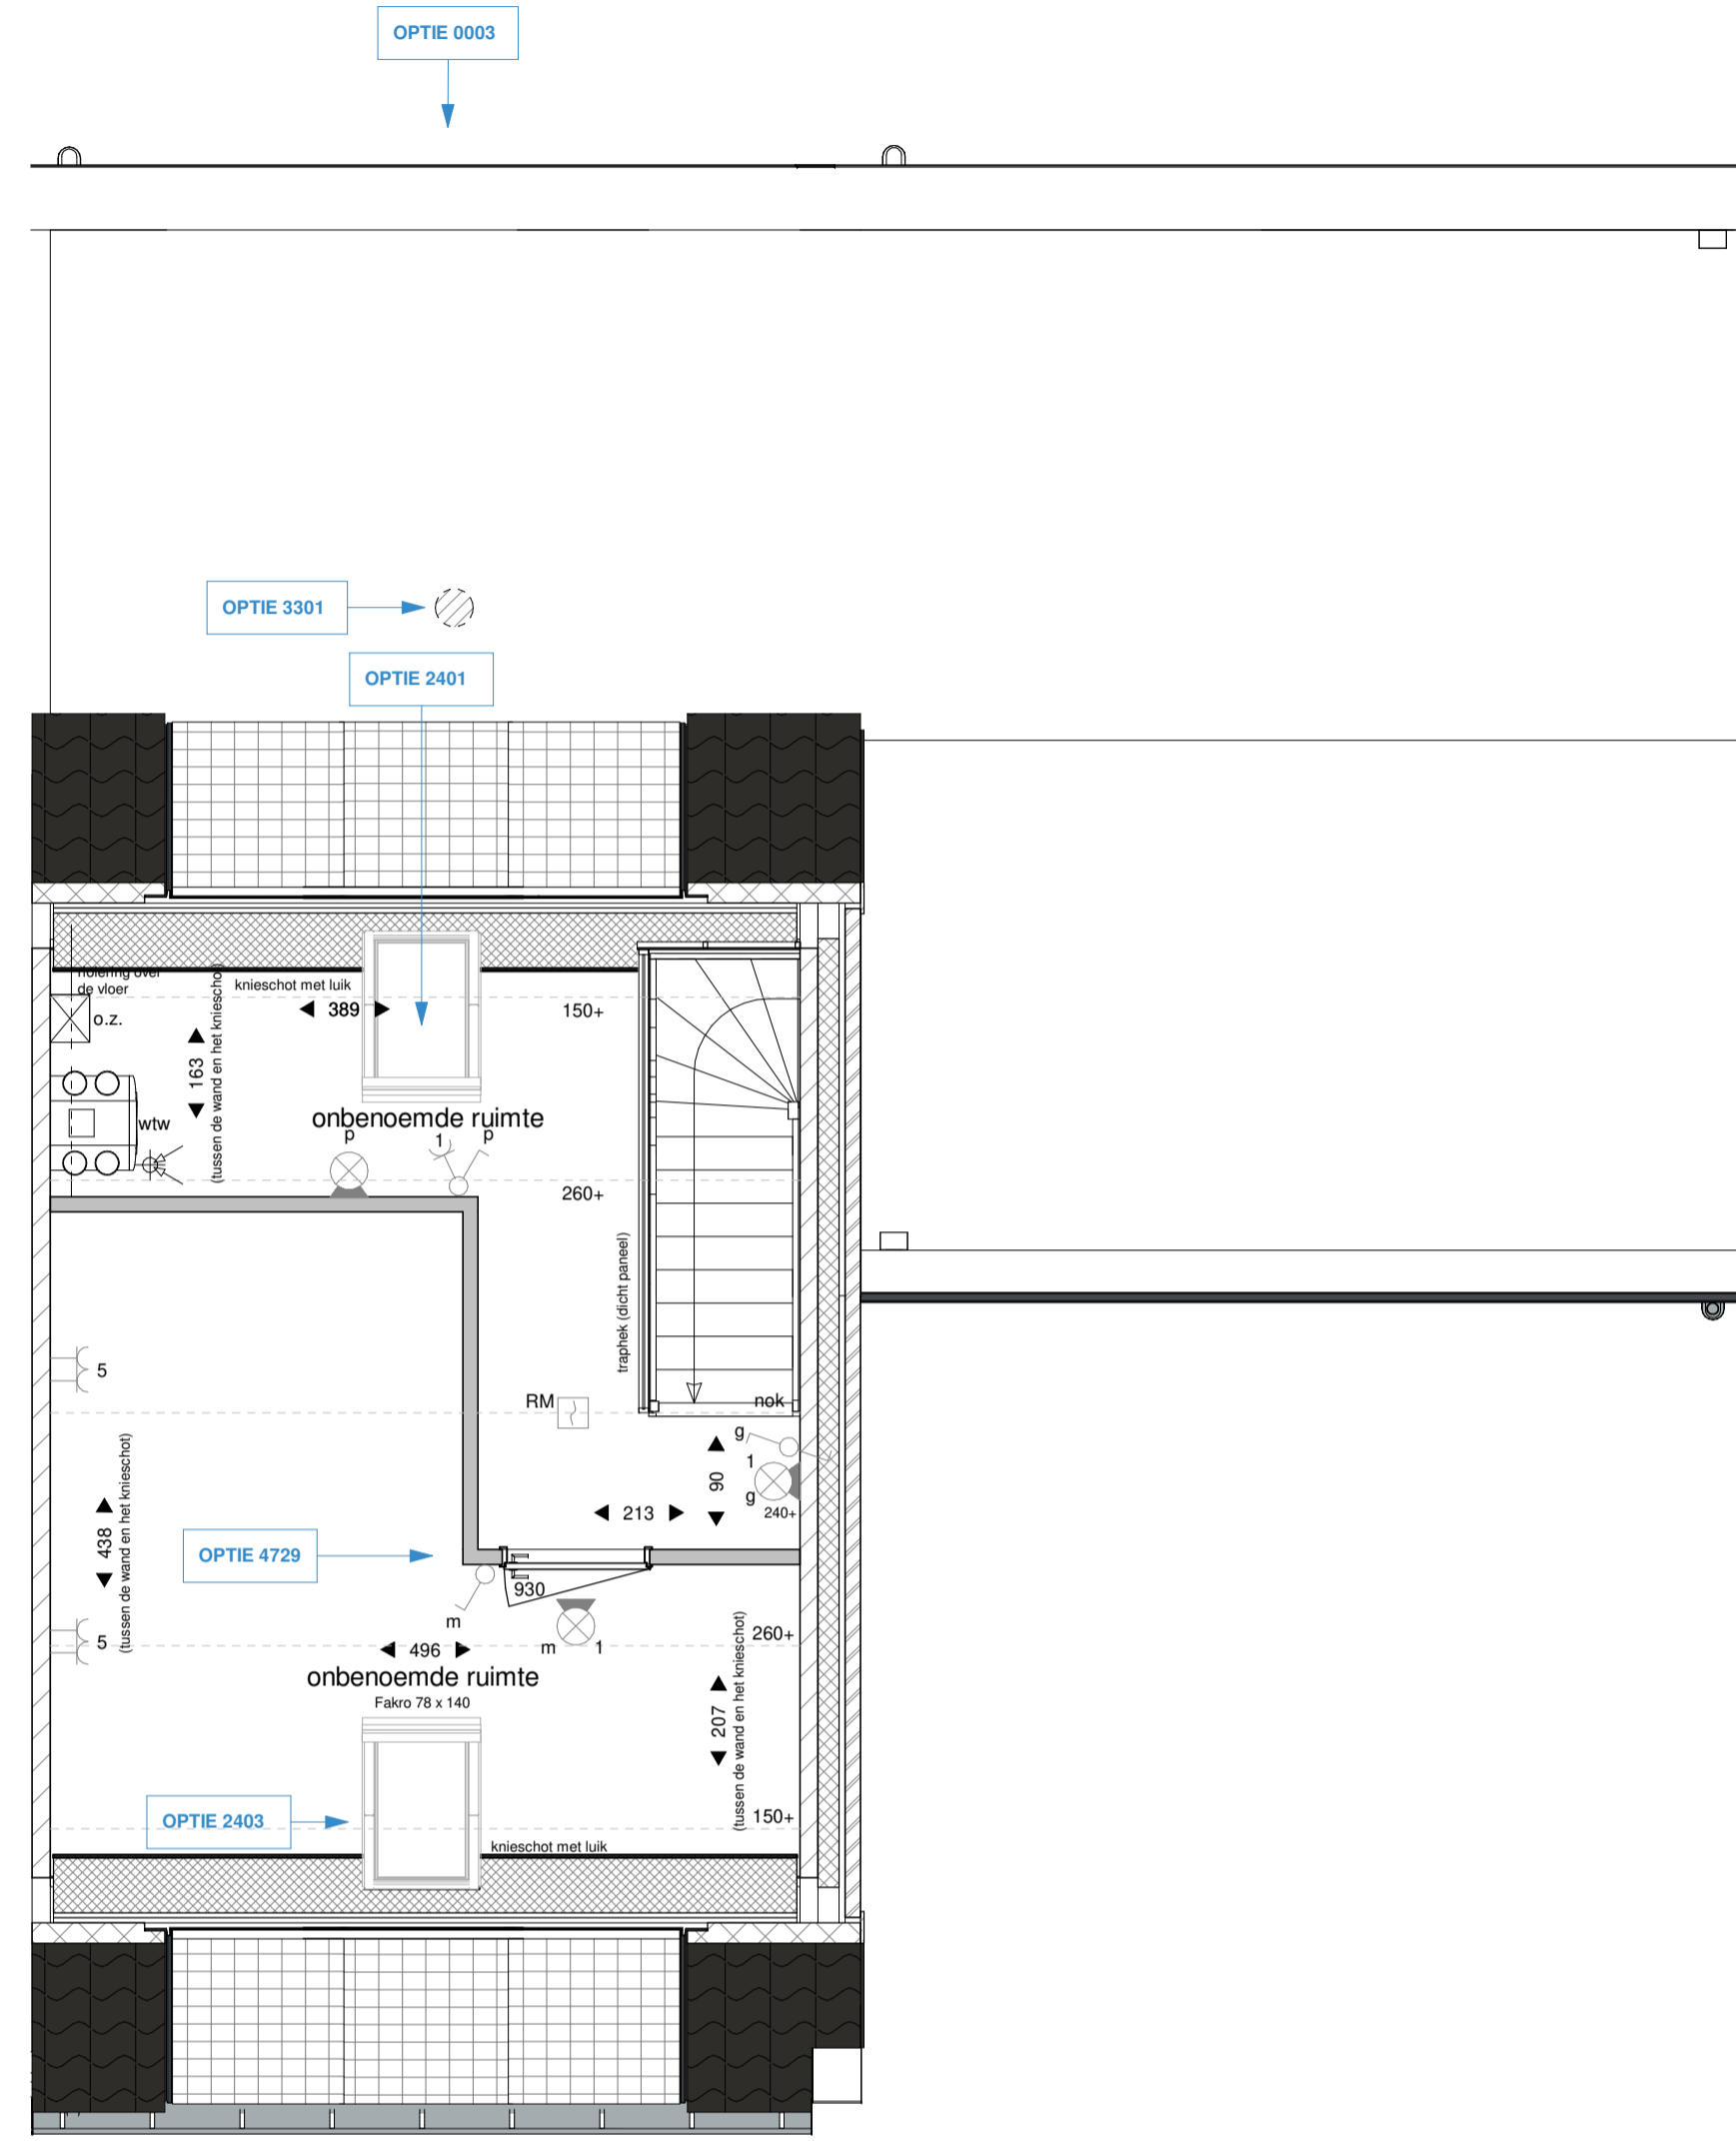 OPTIE 0003
OPTIE 3301
OPTIE 2401
riolering over
de vloer
knieschot met luik
389
150+
o.z.
163
(tussen de wand en het knieschot)
wtw
onbenoemde ruimte
p
1
p
260+
traphek (dicht paneel)
5
RM
nok
g
1
90
g
213
240+
438
(tussen de wand en het knieschot)
OPTIE 4729
930
m
m
1
5
496
260+
onbenoemde ruimte
Fakro 78 x 140
207
(tussen de wand en het knieschot)
OPTIE 2403
150+
knieschot met luik